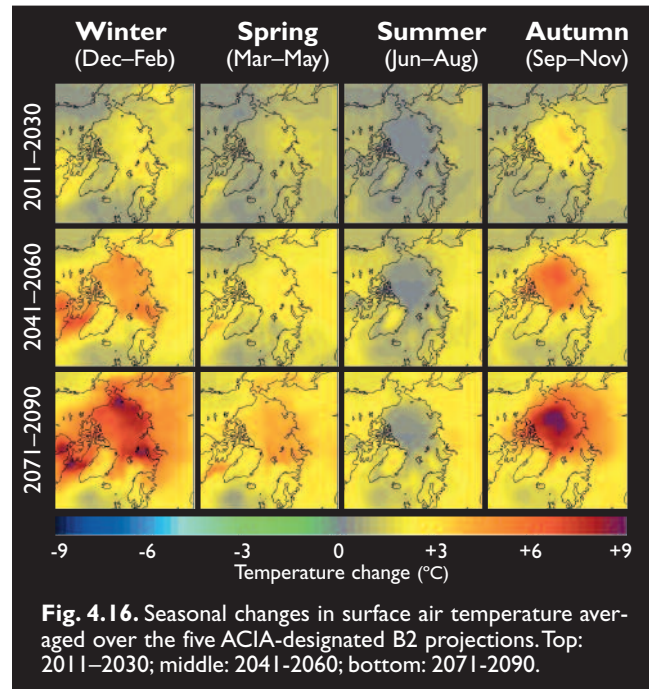 Winter Spring Summer Autumn
(Dec–Feb) (Mar–May) (Jun–Aug) (Sep–Nov)
2011–2030
2041–2060
2071–2090
-9 -6 -3 0 +3 +6 +9
Temperature change (ºC)
Fig. 4.16. Seasonal changes in surface air temperature aver-
aged over the five ACIA-designated B2 projections. Top:
2011–2030; middle: 2041-2060; bottom: 2071-2090.